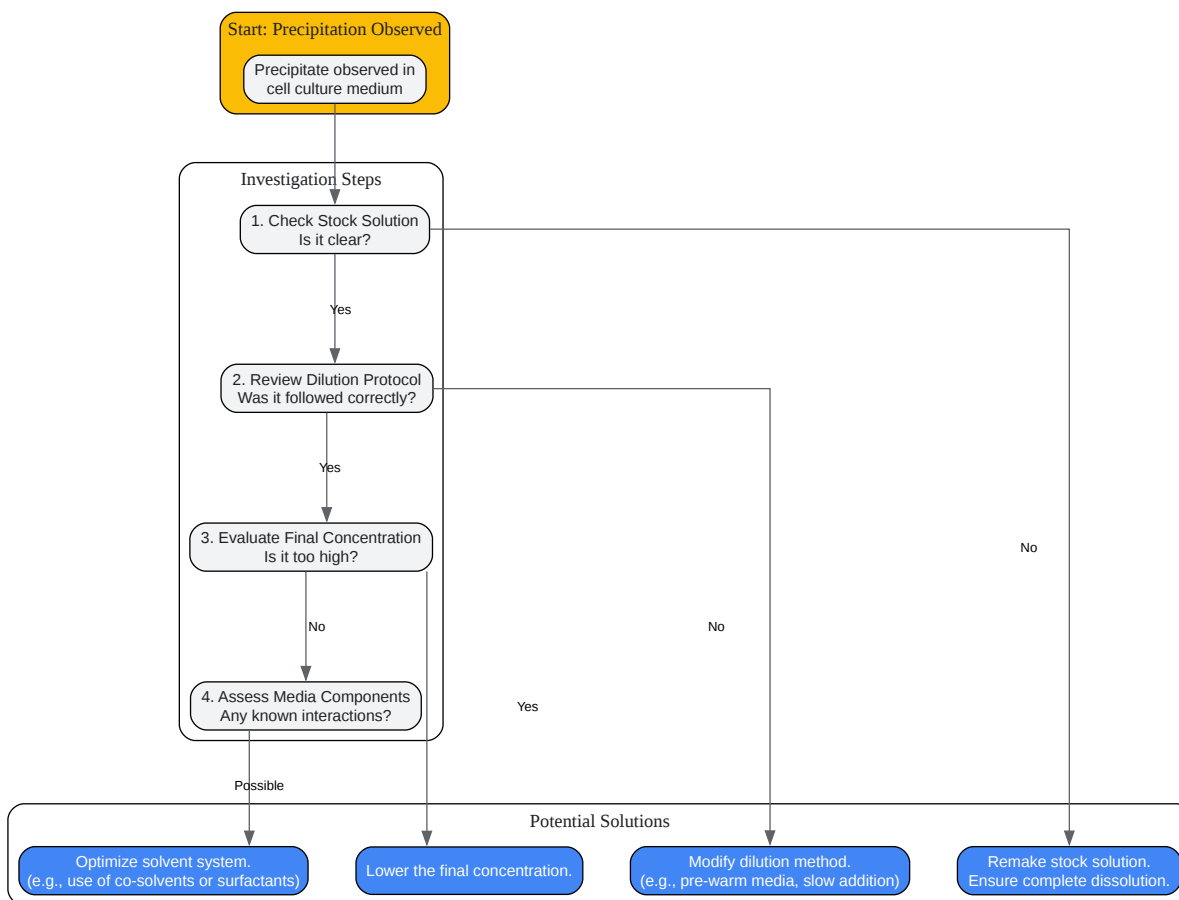 Start: Precipitation Observed
Precipitate observed in
cell culture medium
Investigation Steps
1. Check Stock Solution
Is it clear?
Yes
2. Review Dilution Protocol
Was it followed correctly?
Yes
3. Evaluate Final Concentration
Is it too high?
No
No
No
4. Assess Media Components
Any known interactions?
Yes
Possible
Potential Solutions
Optimize solvent system.
(e.g., use of co-solvents or surfactants)
Lower the final concentration.
Modify dilution method.
(e.g., pre-warm media, slow addition)
Remake stock solution.
Ensure complete dissolution.